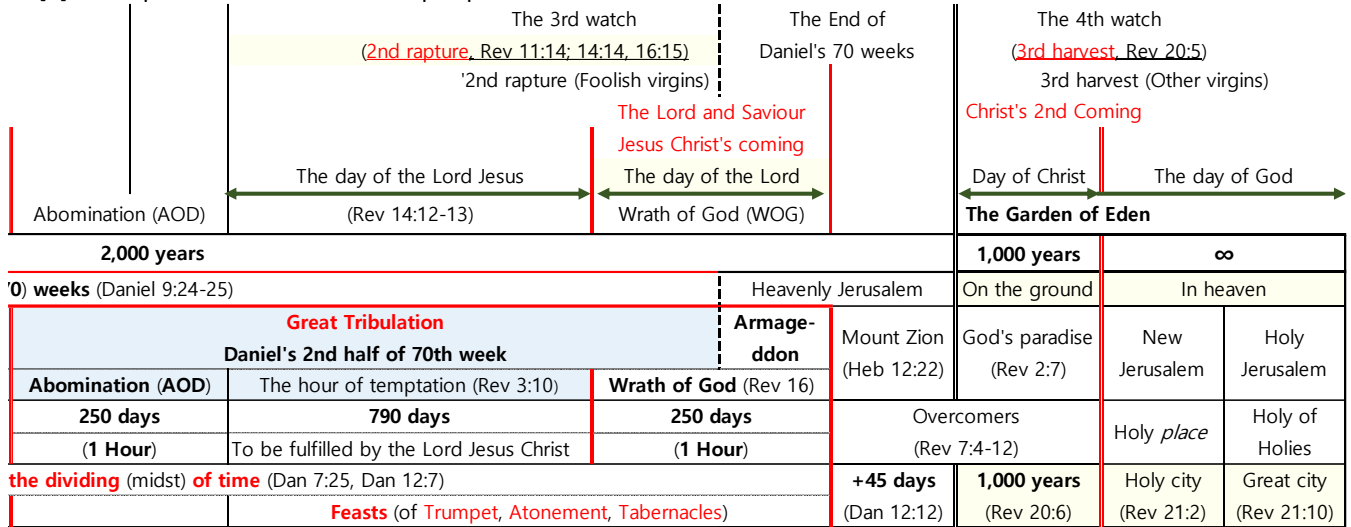 The 3rd watch
The End of
The 4th watch
(2nd rapture, Rev 11:14; 14:14, 16:15)
Daniel's 70 weeks
(3rd harvest, Rev 20:5)
'2nd rapture (Foolish virgins)
3rd harvest (Other virgins)
The Lord and Saviour
Christ's 2nd Coming
Jesus Christ's coming
The day of the Lord Jesus
The day of the Lord
Day of Christ
The day of God
Abomination (AOD)
(Rev 14:12-13)
Wrath of God (WOG)
The Garden of Eden
2,000 years
1,000 years
∞
0) weeks (Daniel 9:24-25)
Heavenly Jerusalem
On the ground
In heaven
Great Tribulation
Daniel's 2nd half of 70th week
Armage-
ddon
Mount Zion
(Heb 12:22)
God's paradise
(Rev 2:7)
New
Jerusalem
Holy
Jerusalem
Abomination (AOD)
The hour of temptation (Rev 3:10)
Wrath of God (Rev 16)
250 days
790 days
250 days
Overcomers
(Rev 7:4-12)
Holy place
Holy of
Holies
(1 Hour)
To be fulfilled by the Lord Jesus Christ
(1 Hour)
the dividing (midst) of time (Dan 7:25, Dan 12:7)
+45 days
(Dan 12:12)
1,000 years
(Rev 20:6)
Holy city
(Rev 21:2)
Great city
(Rev 21:10)
Feasts (of Trumpet, Atonement, Tabernacles)